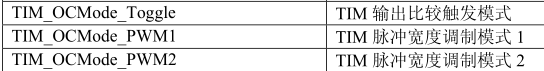 TIM_OCMode_Toggle TIM 输出比较触发模式
TIM_OCMode_PWM1 TIM 脉冲宽度调制模式 1
TIM_OCMode_PWM2 TIM 脉冲宽度调制模式 2